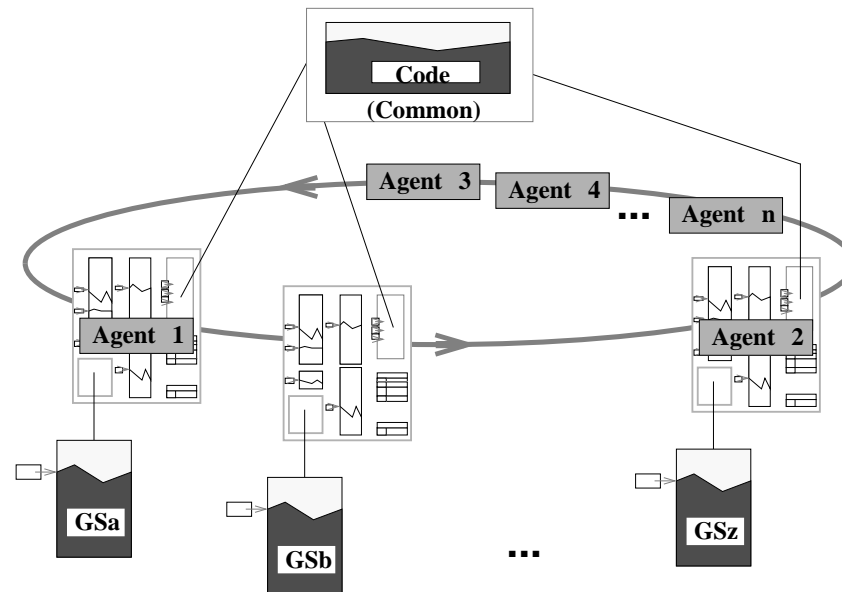 Code
(Common)
Agent 3
Agent 4
...
Agent n
Agent 1
Agent 2
GSa
GSb
...
GSz